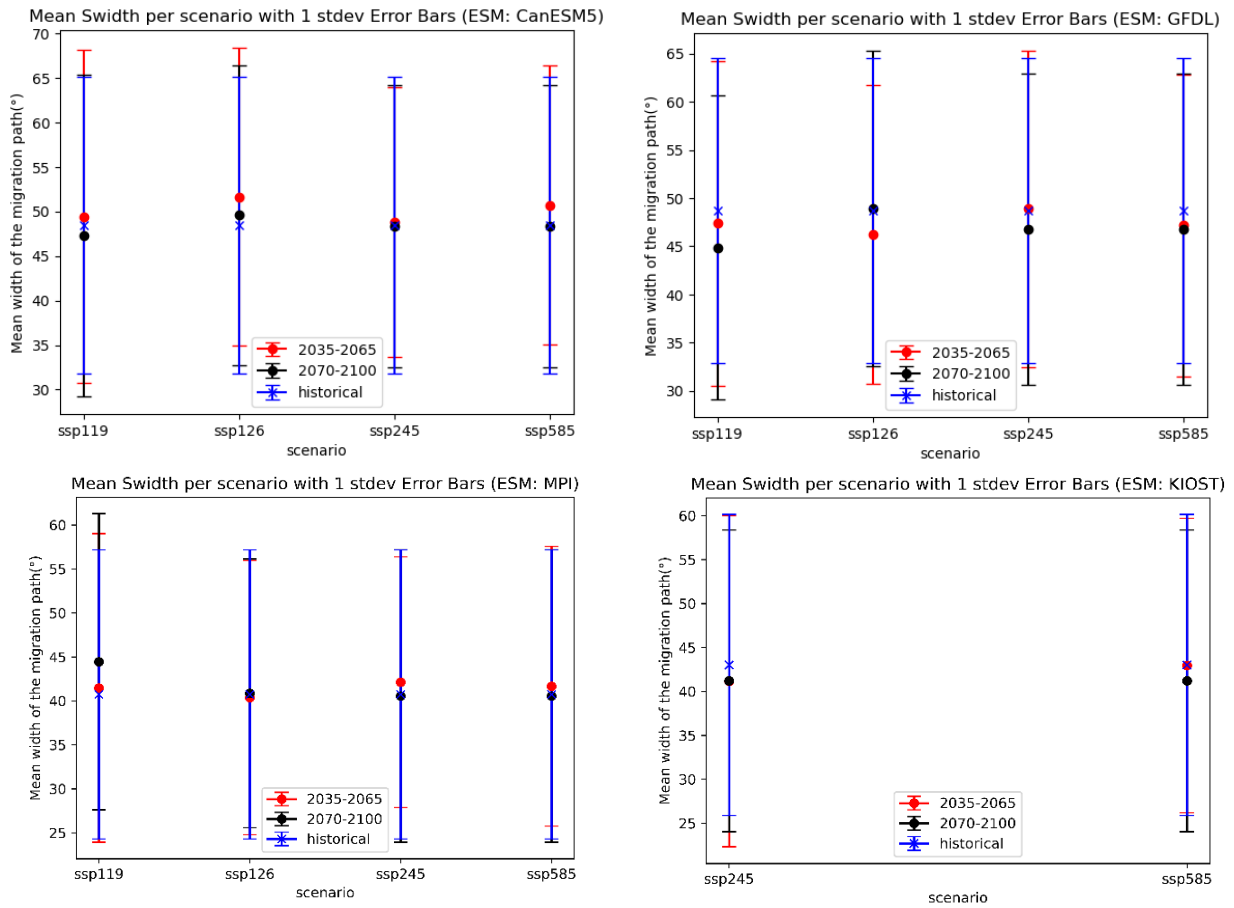 Mean Swidth per scenario with 1 stdev Error Bars (ESM: CanESM5)
70
65
60
55
50
45
40
35
30
Mean width of the migration path(°)
2035-2065
2070-2100
historical
ssp119 ssp126 ssp245 ssp585
scenario
Mean Swidth per scenario with 1 stdev Error Bars (ESM: GFDL)
65
60
55
50
45
40
35
30
Mean width of the migration path(°)
2035-2065
2070-2100
historical
ssp119 ssp126 ssp245 ssp585
scenario
Mean Swidth per scenario with 1 stdev Error Bars (ESM: MPI)
60
55
50
45
40
35
30
25
Mean width of the migration path(°)
2035-2065
2070-2100
historical
ssp119 ssp126 ssp245 ssp585
scenario
Mean Swidth per scenario with 1 stdev Error Bars (ESM: KIOST)
60
55
50
45
40
35
30
25
Mean width of the migration path(°)
2035-2065
2070-2100
historical
ssp245 ssp585
scenario